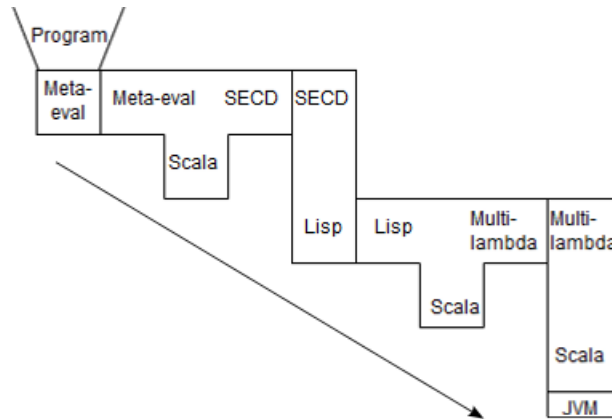 Program
Meta-
eval
Meta-eval
SECD
SECD
Scala
Lisp
Lisp
Multi-
lambda
Multi-
lambda
Scala
Scala
JVM